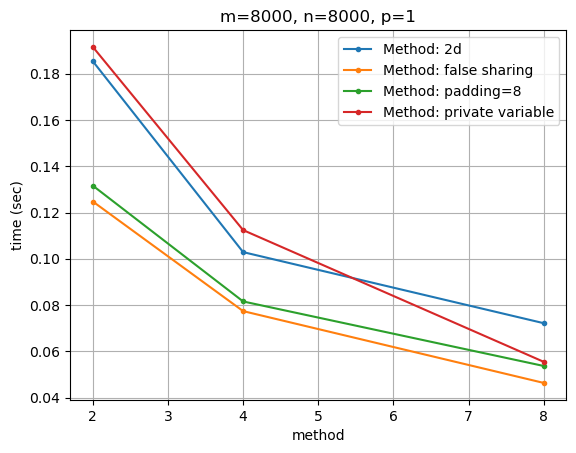 m=8000, n=8000, p=1
Method: 2d
Method: false sharing
Method: padding=8
Method: private variable
time (sec)
0.18
0.16
0.14
0.12
0.10
0.08
0.06
0.04
2 3 4 5 6 7 8
method